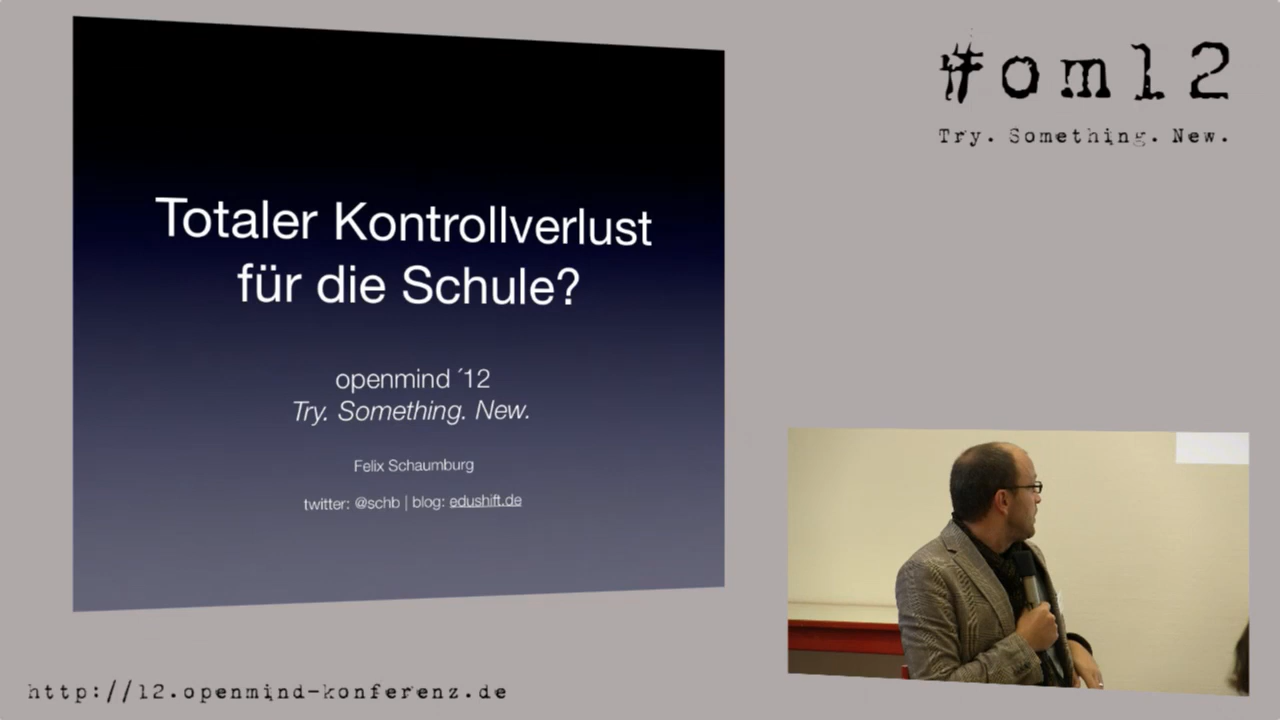 #om12
Try. Something. New.
Totaler Kontrollverlust
für die Schule?
openmind ´12
Try. Something. New.
Felix Schaumburg
twitter: @schb | blog: edushift.de
http://12.openmind-konferenz.de